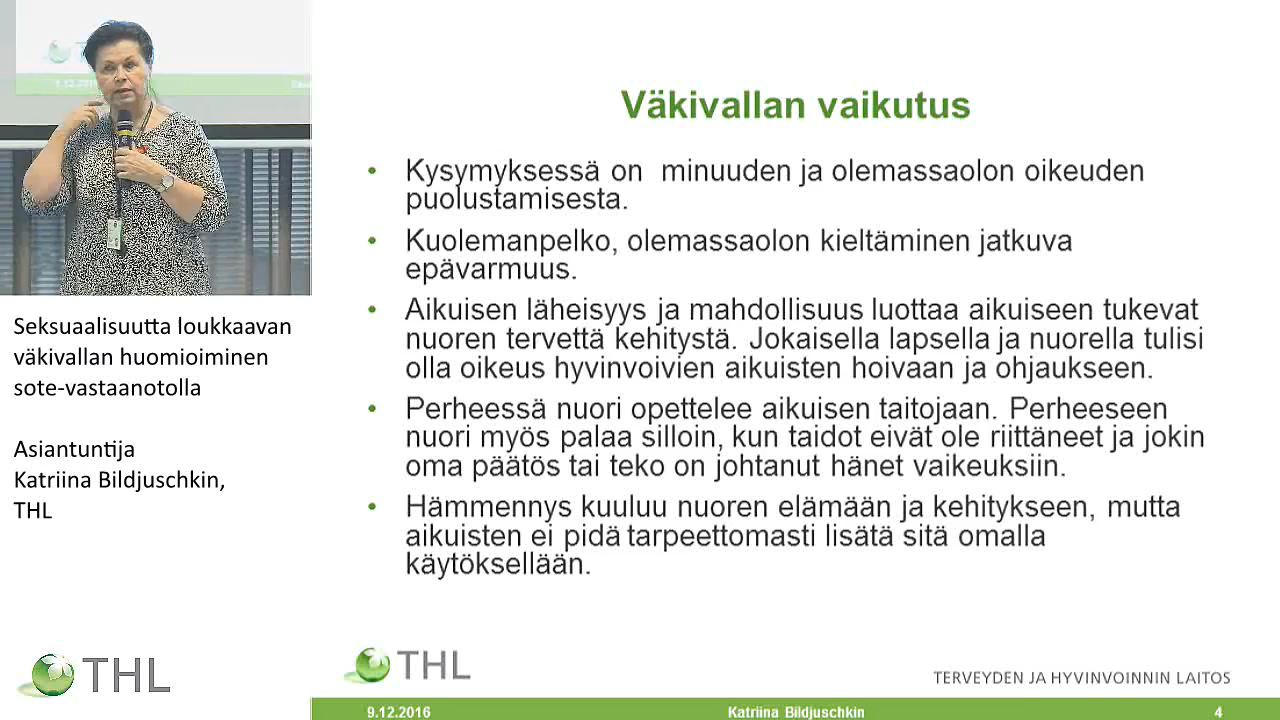 Seksuaalisuutta loukkaavan
väkivallan huomioiminen
sote-vastaanotolla
Asiantuntija
Katriina Bildjuschkin,
THL
THL
Väkivallan vaikutus
• Kysymyksessä on minuuden ja olemassaolon oikeuden
puolustamisesta.
• Kuolemanpelko, olemassaolon kieltäminen jatkuva
epävarmuus.
• Aikuisen läheisyys ja mahdollisuus luottaa aikuiseen tukevat
nuoren tervettä kehitystä. Jokaisella lapsella ja nuorella tulisi
olla oikeus hyvinvoivien aikuisten hoivaan ja ohjaukseen.
• Perheessä nuori opettelee aikuisen taitojaan. Perheeseen
nuori myös palaa silloin, kun taidot eivät ole riittäneet ja jokin
oma päätös tai teko on johtanut hänet vaikeuksiin.
• Hämmennys kuuluu nuoren elämään ja kehitykseen, mutta
aikuisten ei pidä tarpeettomasti lisätä sitä omalla
käytöksellään.
THL
TERVEYDEN JA HYVINVOINNIN LAITOS
9.12.2016 Katriina Bildjuschkin 4